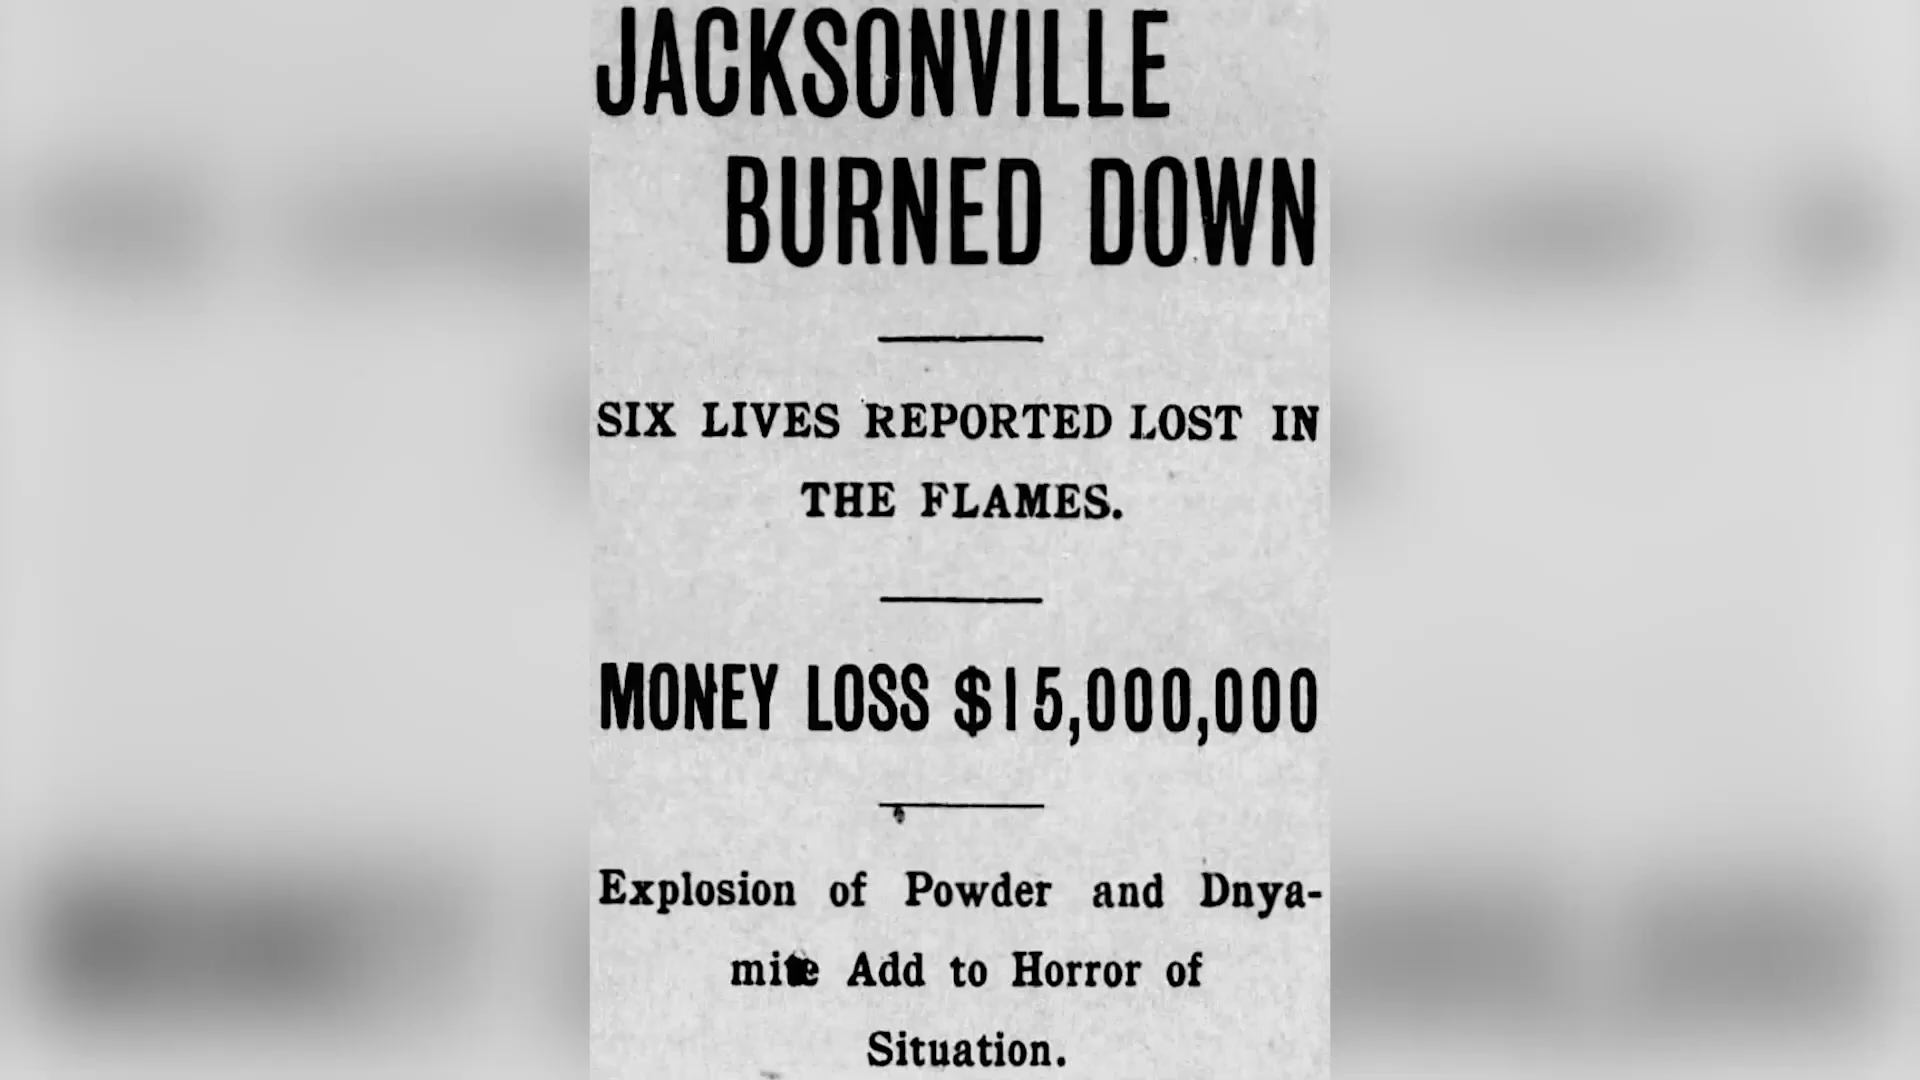 JACKSONVILLE
BURNED DOWN
SIX LIVES REPORTED LOST IN
THE FLAMES.
MONEY LOSS $15,000,000
Explosion of Powder and Dnya-
mite Add to Horror of
Situation.